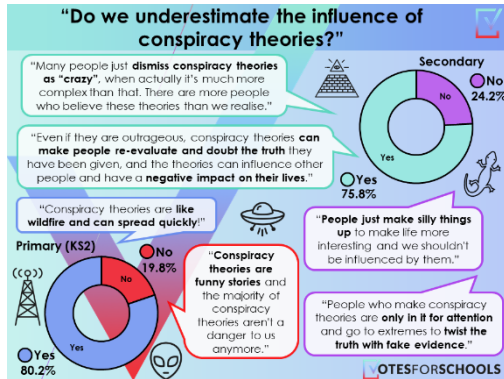 "Do we underestimate the influence of
conspiracy theories?"
"Many people just dismiss conspiracy theories
as "crazy", when actually it's much more
complex than that. There are more people
who believe these theories than we realise."
Secondary
No
24.2%
No
Yes
Yes
75.8%
"Even if they are outrageous, conspiracy theories can
make people re-evaluate and doubt the truth they
have been given, and the theories can influence other
people and have a negative impact on their lives."
"Conspiracy theories are like
wildfire and can spread quickly!"
"People just make silly things
up to make life more
interesting and we shouldn't
be influenced by them."
Primary (KS2)
No
19.8%
No
Yes
Yes
80.2%
"Conspiracy
theories are
funny stories and
the majority of
conspiracy
theories aren't a
danger to us
anymore."
"People who make conspiracy
theories are only in it for attention
and go to extremes to twist the
truth with fake evidence."
VOTESFORSCHOOLS